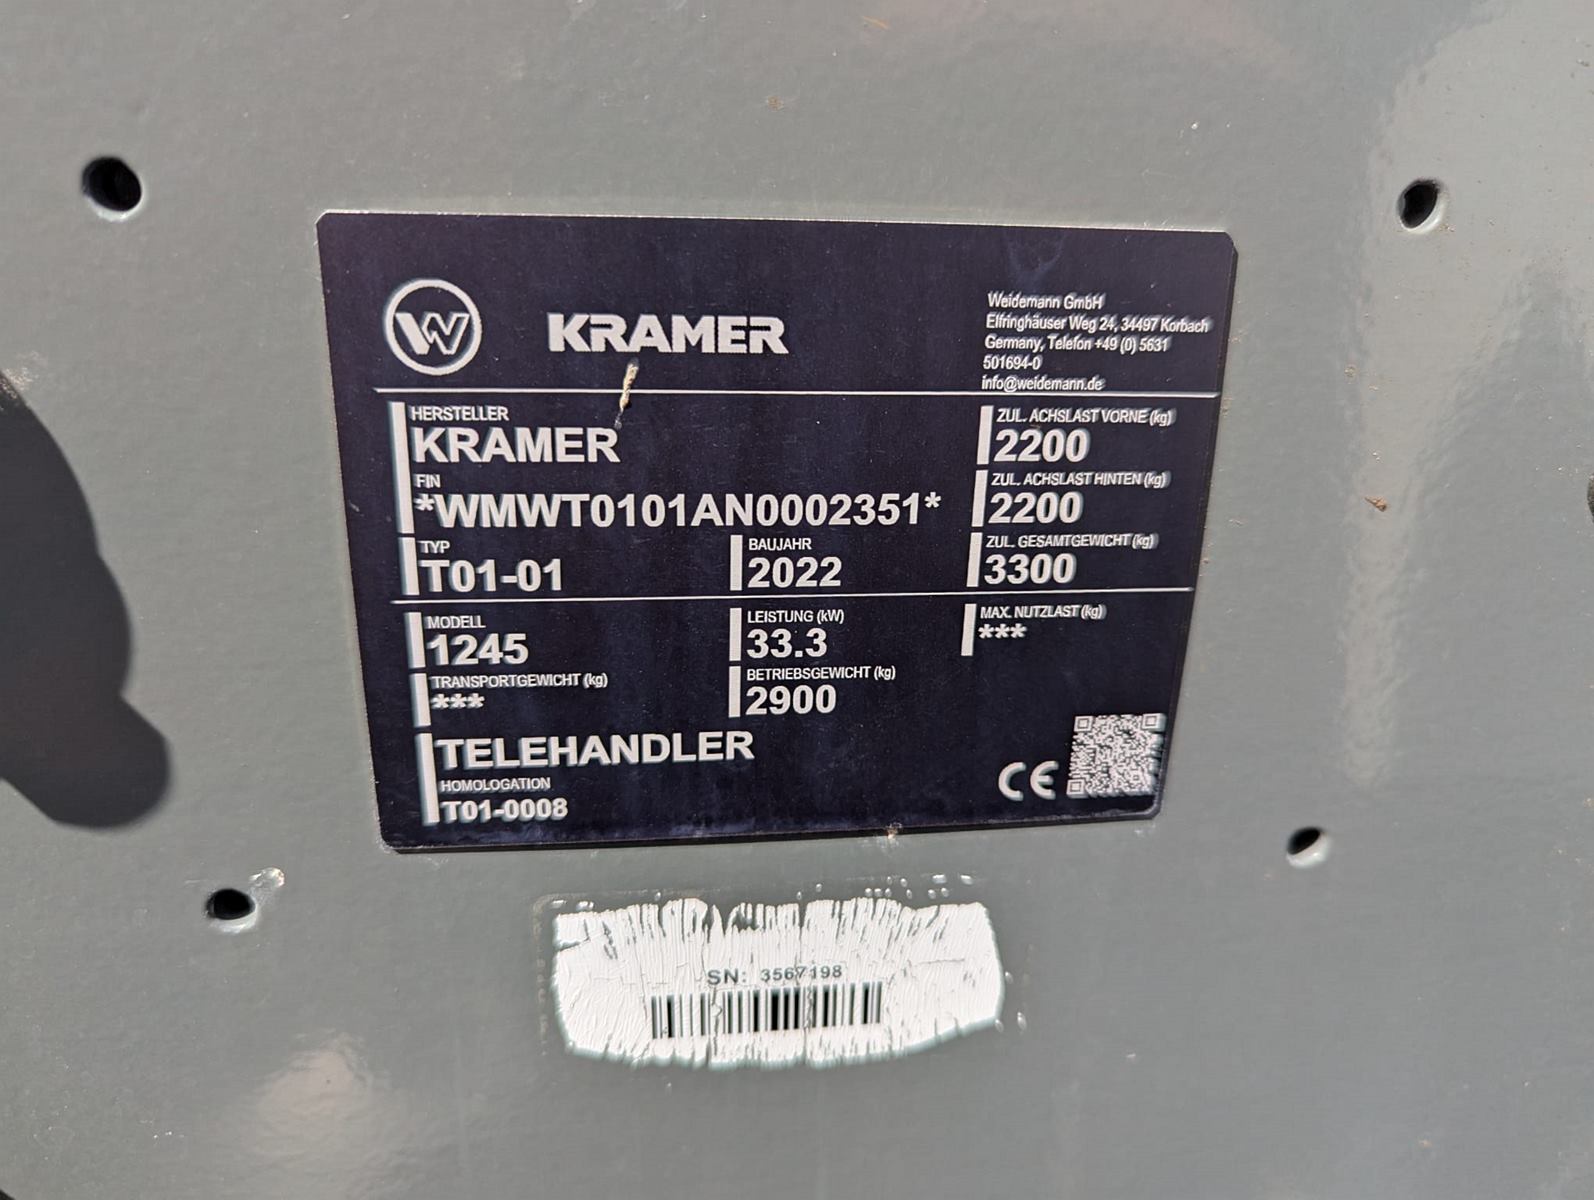 W KRAMER
Weidemann GmbH
Elfringhäuser Weg 24, 34497 Korbach
Germany, Telefon +49 (0) 5631
501694-0
info@weidemann.de
HERSTELLER
KRAMER
FIN
*WMWT0101AN0002351*
TYP
T01-01
BAUJAHR
2022
ZUL. ACHSLAST VORNE (kg)
2200
ZUL. ACHSLAST HINTEN (kg)
2200
ZUL. GESAMTGEWICHT (kg)
3300
MODELL
1245
LEISTUNG (kW)
33.3
MAX. NUTZLAST (kg)
***
TRANSPORTGEWICHT (kg)
***
BETRIEBSGEWICHT (kg)
2900
TELEHANDLER
HOMOLOGATION
T01-0008
CE
SN: 3567198